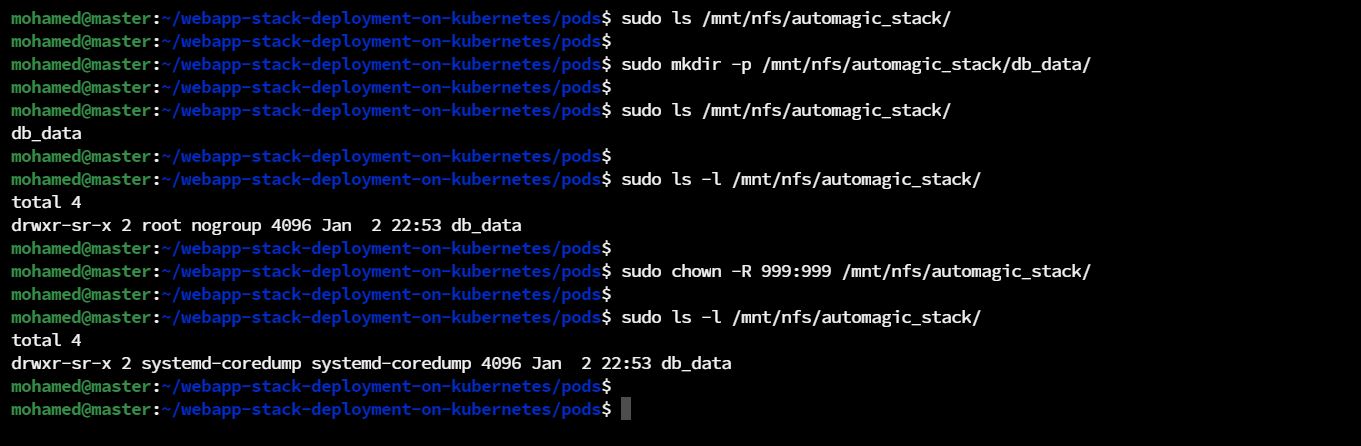 mohamed@master:~/webapp-stack-deployment-on-kubernetes/pods$ sudo ls /mnt/nfs/automagic_stack/
mohamed@master:~/webapp-stack-deployment-on-kubernetes/pods$
mohamed@master:~/webapp-stack-deployment-on-kubernetes/pods$ sudo mkdir -p /mnt/nfs/automagic_stack/db_data/
mohamed@master:~/webapp-stack-deployment-on-kubernetes/pods$
mohamed@master:~/webapp-stack-deployment-on-kubernetes/pods$ sudo ls /mnt/nfs/automagic_stack/
db_data
mohamed@master:~/webapp-stack-deployment-on-kubernetes/pods$
mohamed@master:~/webapp-stack-deployment-on-kubernetes/pods$ sudo ls -l /mnt/nfs/automagic_stack/
total 4
drwxr-sr-x 2 root nogroup 4096 Jan  2 22:53 db_data
mohamed@master:~/webapp-stack-deployment-on-kubernetes/pods$
mohamed@master:~/webapp-stack-deployment-on-kubernetes/pods$ sudo chown -R 999:999 /mnt/nfs/automagic_stack/
mohamed@master:~/webapp-stack-deployment-on-kubernetes/pods$
mohamed@master:~/webapp-stack-deployment-on-kubernetes/pods$ sudo ls -l /mnt/nfs/automagic_stack/
total 4
drwxr-sr-x 2 systemd-coredump systemd-coredump 4096 Jan  2 22:53 db_data
mohamed@master:~/webapp-stack-deployment-on-kubernetes/pods$
mohamed@master:~/webapp-stack-deployment-on-kubernetes/pods$